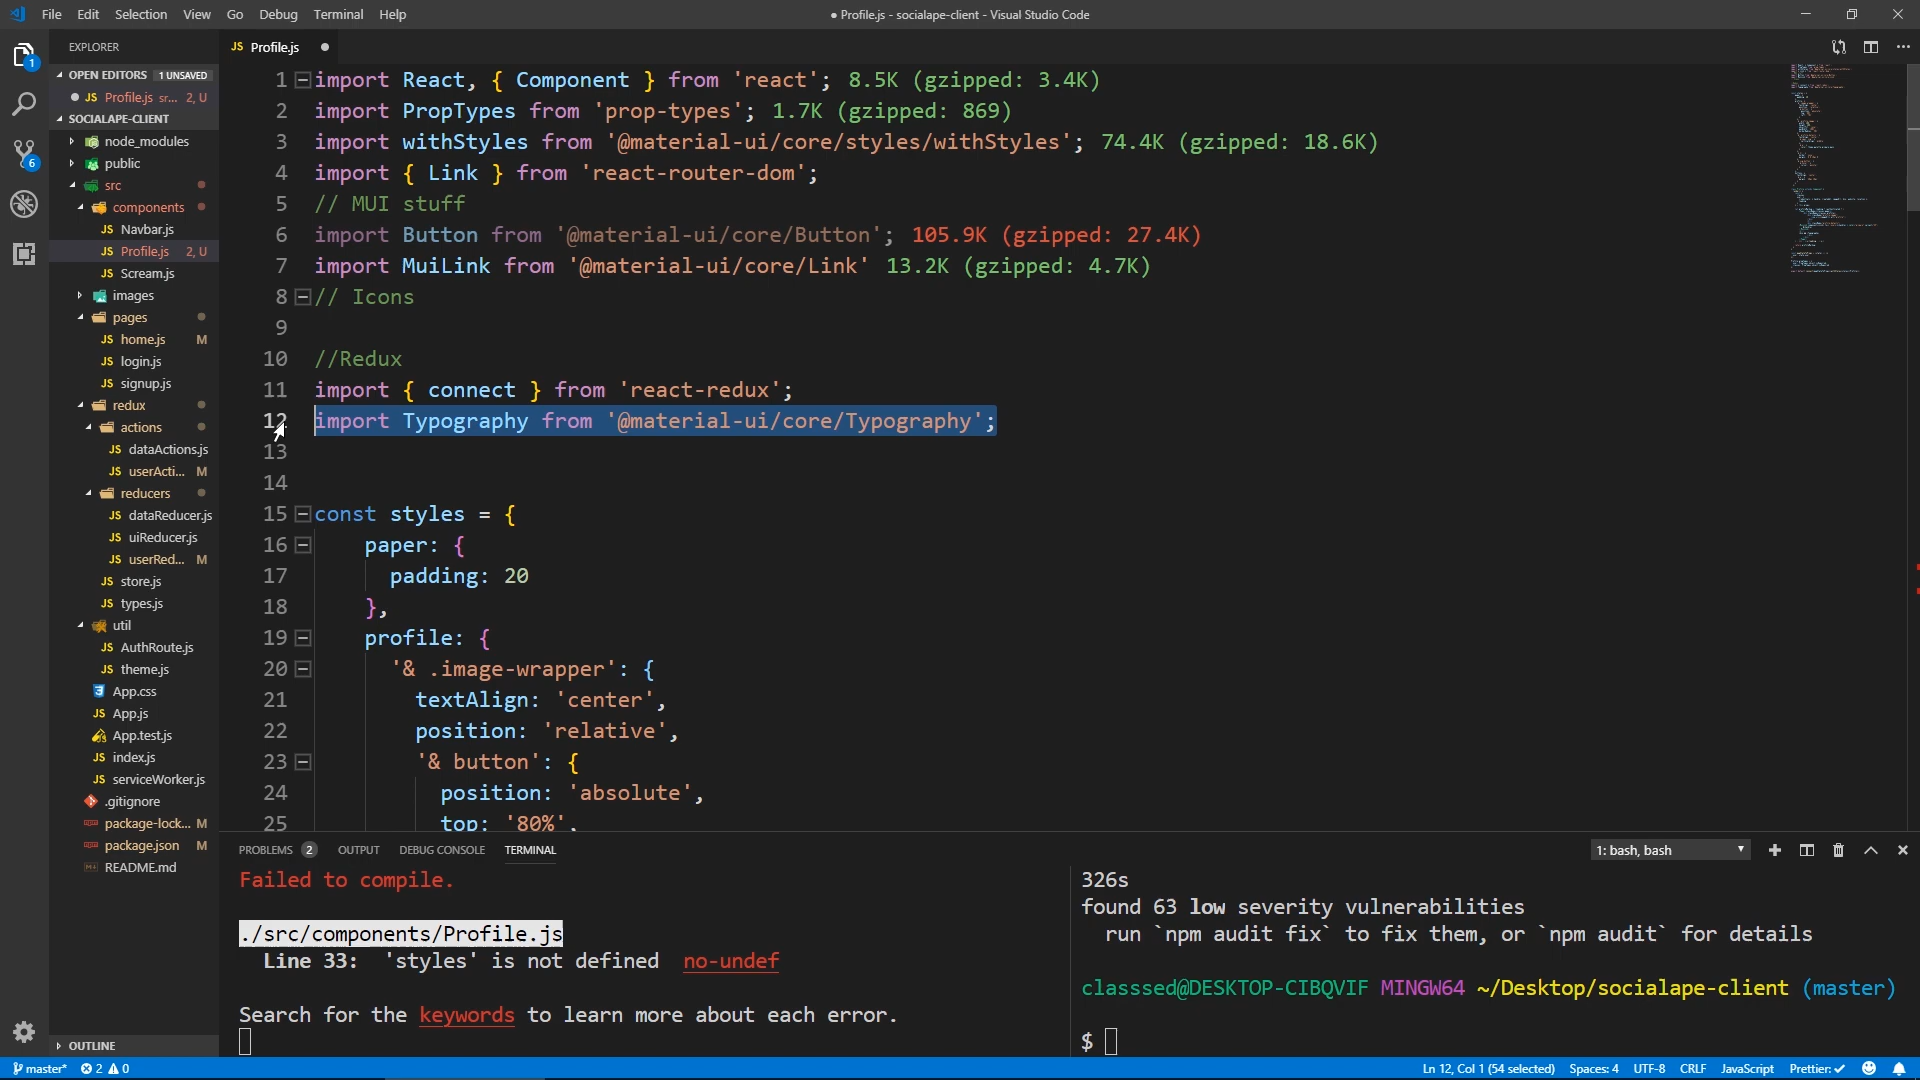 File Edit Selection View Go Debug Terminal Help
● Profile.js - socialape-client - Visual Studio Code
EXPLORER
OPEN EDITORS 1 UNSAVED
JS Profile.js sr... 2, U
SOCIALAPE-CLIENT
node_modules
public
src
components
JS Navbar.js
JS Profile.js 2, U
JS Scream.js
images
pages
JS home.js M
JS login.js
JS signup.js
redux
actions
JS dataActions.js
JS userActi... M
reducers
JS dataReducer.js
JS uiReducer.js
JS userRed... M
JS store.js
JS types.js
util
JS AuthRoute.js
JS theme.js
App.css
JS App.js
App.test.js
JS index.js
JS serviceWorker.js
.gitignore
package-lock... M
package.json M
README.md
OUTLINE
1
6
JS Profile.js
1 import React, { Component } from 'react'; 8.5K (gzipped: 3.4K)
2 import PropTypes from 'prop-types'; 1.7K (gzipped: 869)
3 import withStyles from '@material-ui/core/styles/withStyles'; 74.4K (gzipped: 18.6K)
4 import { Link } from 'react-router-dom';
5 // MUI stuff
6 import Button from '@material-ui/core/Button'; 105.9K (gzipped: 27.4K)
7 import MuiLink from '@material-ui/core/Link' 13.2K (gzipped: 4.7K)
8 // Icons
9
10 //Redux
11 import { connect } from 'react-redux';
12 import Typography from '@material-ui/core/Typography';
13
14
15 const styles = {
16 paper: {
17 padding: 20
18 },
19 profile: {
20 '& .image-wrapper': {
21 textAlign: 'center',
22 position: 'relative',
23 '& button': {
24 position: 'absolute',
25 top: '80%',
PROBLEMS 2 OUTPUT DEBUG CONSOLE TERMINAL
1: bash, bash
Failed to compile.
./src/components/Profile.js
Line 33: 'styles' is not defined no-undef
Search for the keywords to learn more about each error.
326s
found 63 low severity vulnerabilities
run `npm audit fix` to fix them, or `npm audit` for details
classsed@DESKTOP-CIBQVIF MINGW64 ~/Desktop/socialape-client (master)
$
master* 2 0
Ln 12, Col 1 (54 selected) Spaces: 4 UTF-8 CRLF JavaScript Prettier: ✓